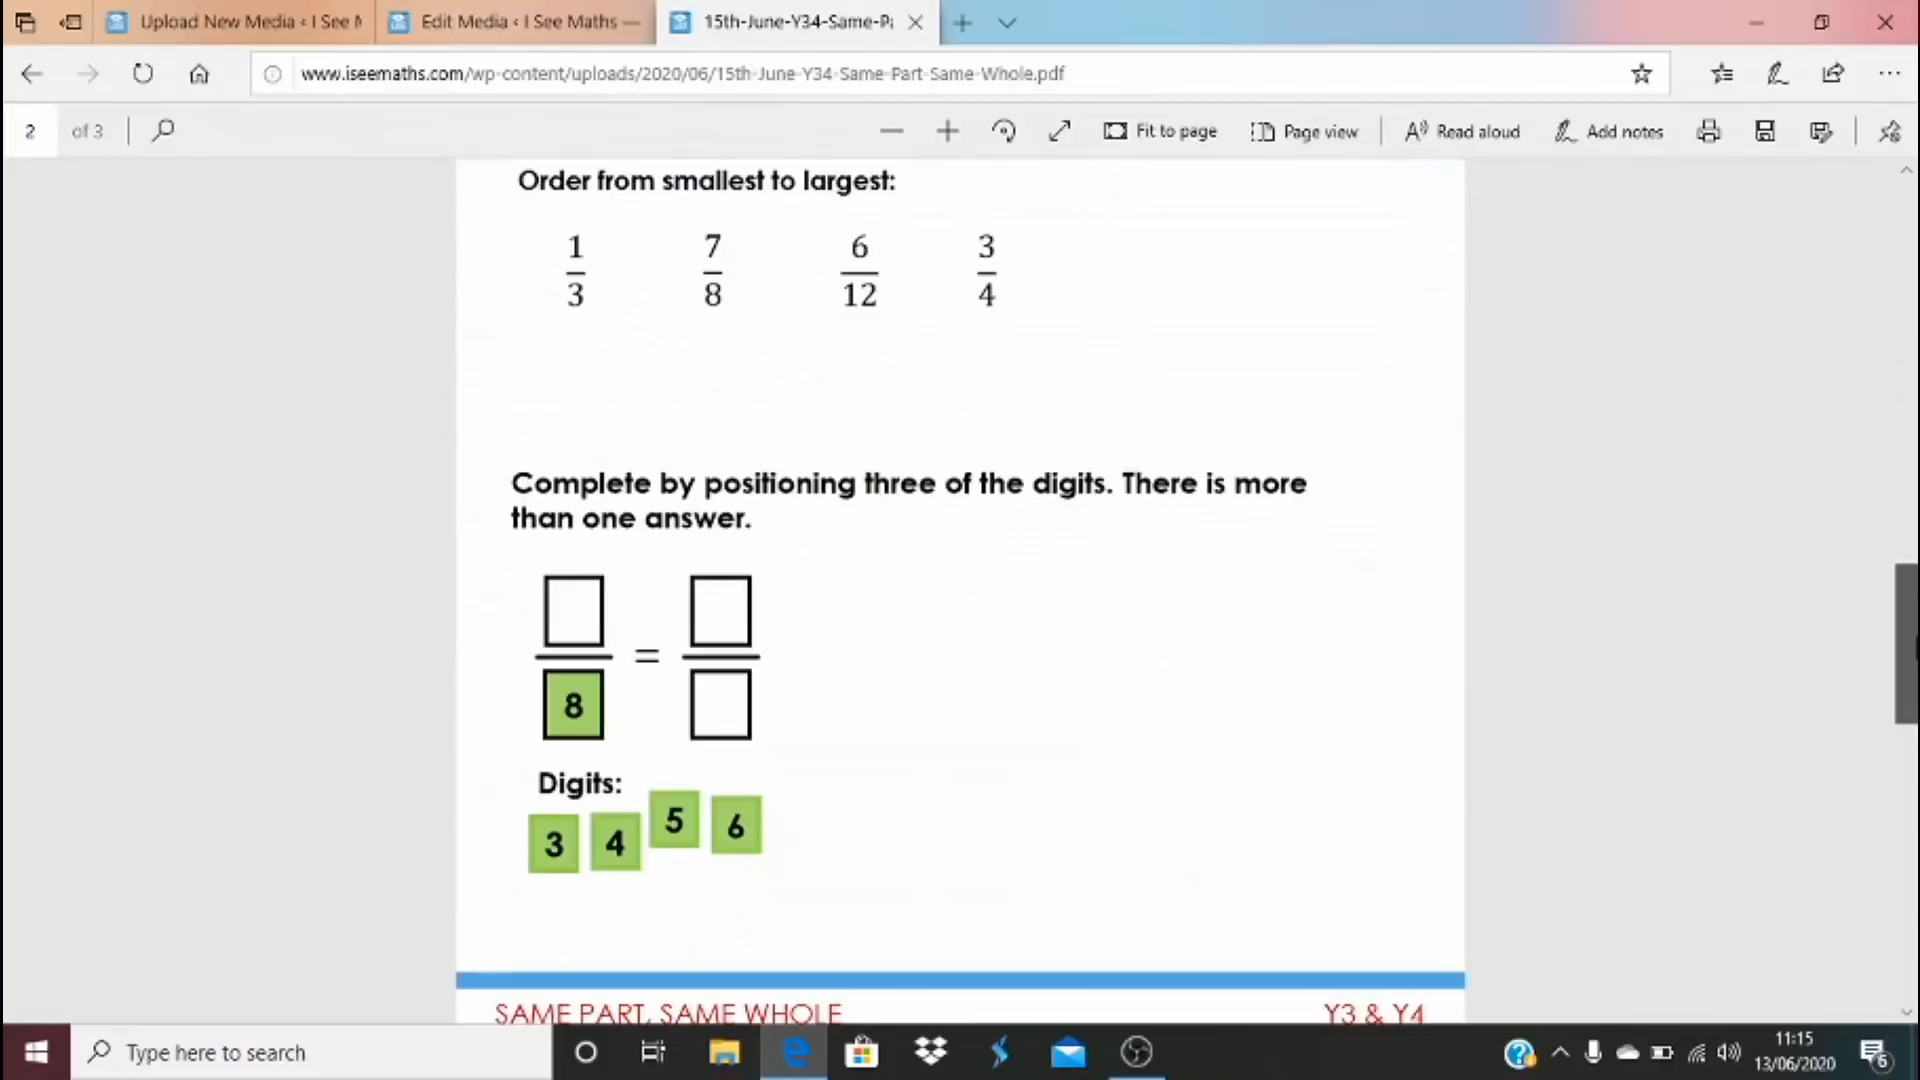 Upload New Media ‹ I See M
Edit Media ‹ I See Maths —
15th-June-Y34-Same-Pa
www.iseemaths.com/wp-content/uploads/2020/06/15th-June-Y34-Same-Part-Same-Whole.pdf
2 of 3
Fit to page
Page view
Read aloud
Add notes
Order from smallest to largest:
1/3 7/8 6/12 3/4
Complete by positioning three of the digits. There is more
than one answer.
=
8
Digits:
3 4 5 6
SAME PART, SAME WHOLE Y3 & Y4
Type here to search
11:15
13/06/2020
6